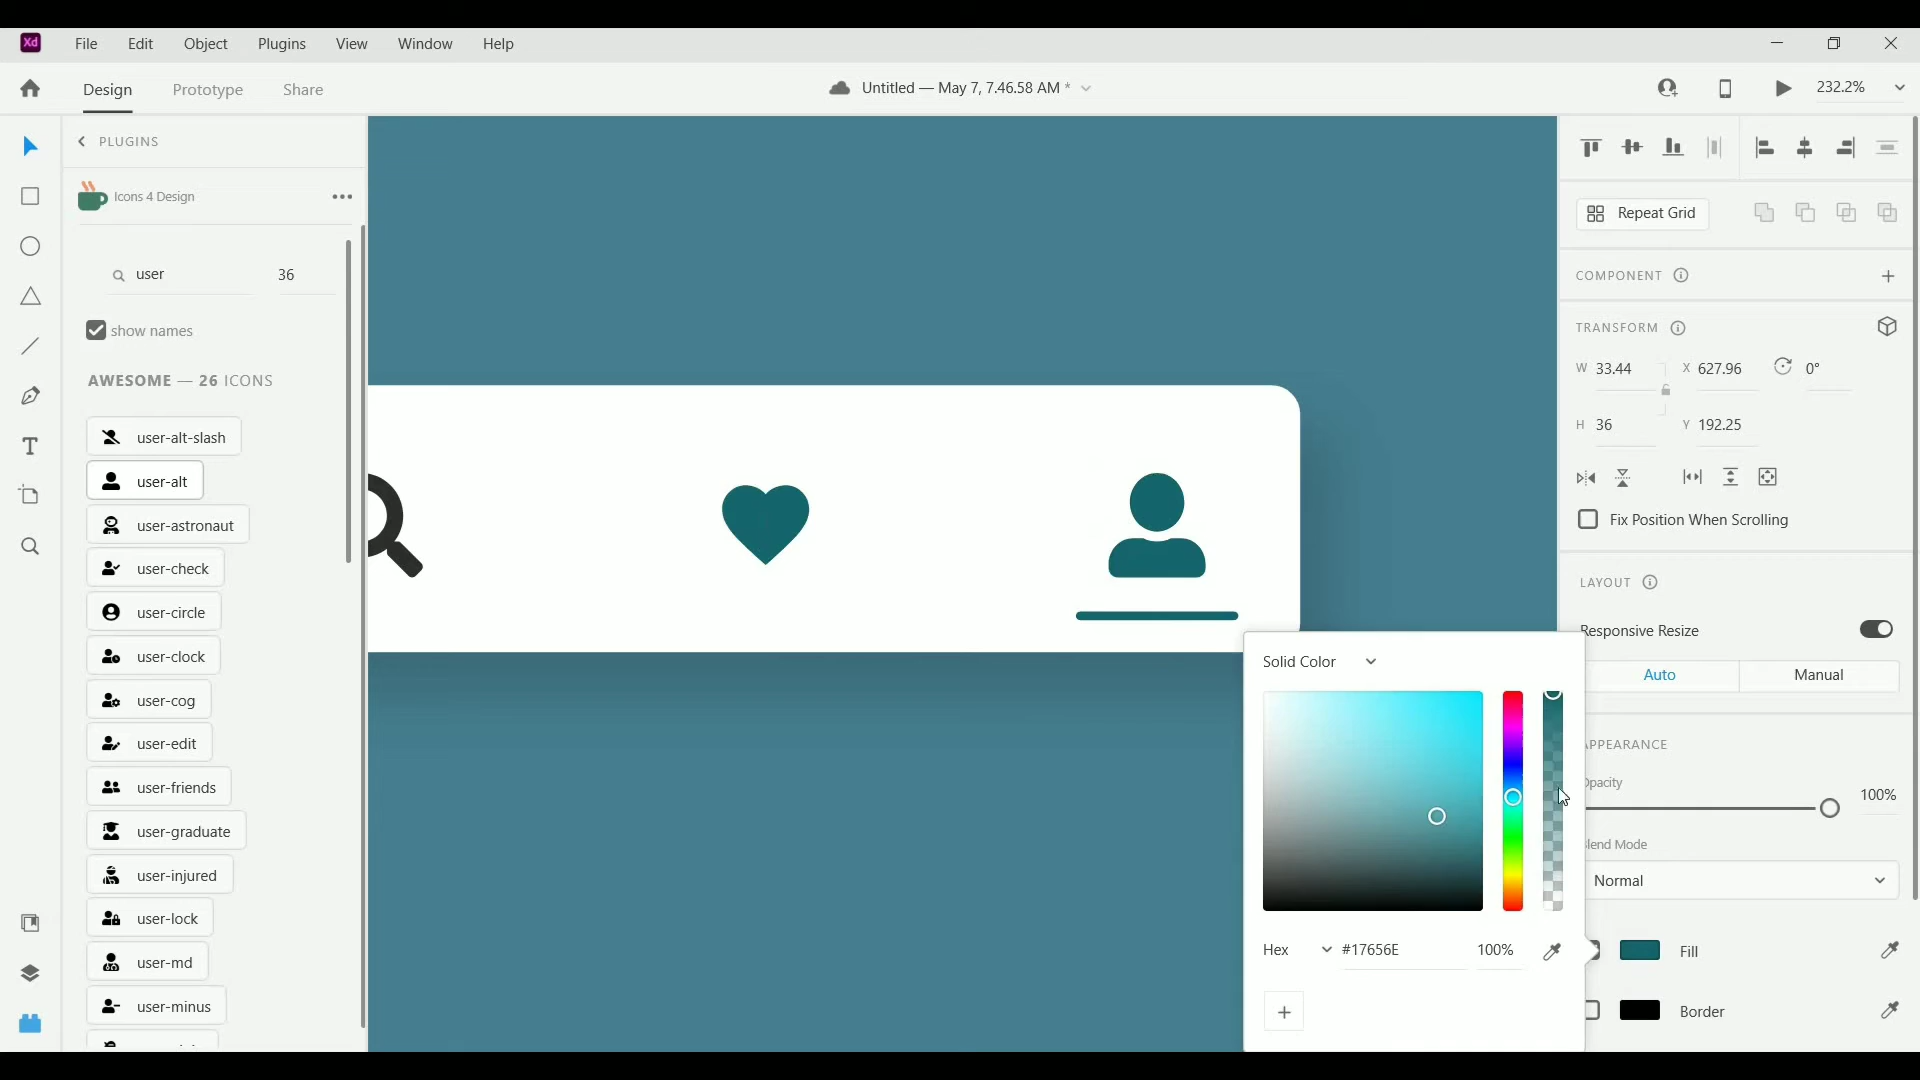 Xd File Edit Object Plugins View Window Help
Design Prototype Share Untitled — May 7, 7.46.58 AM * 232.2%
PLUGINS
Icons 4 Design
user 36
show names
AWESOME — 26 ICONS
user-alt-slash
user-alt
user-astronaut
user-check
user-circle
user-clock
user-cog
user-edit
user-friends
user-graduate
user-injured
user-lock
user-md
user-minus
Solid Color
Hex #17656E 100%
+
Repeat Grid
COMPONENT
TRANSFORM
W 33.44 X 627.96 0°
H 36 Y 192.25
Fix Position When Scrolling
LAYOUT
Responsive Resize
Auto Manual
PPEARANCE
Opacity
100%
lend Mode
Normal
Fill
Border